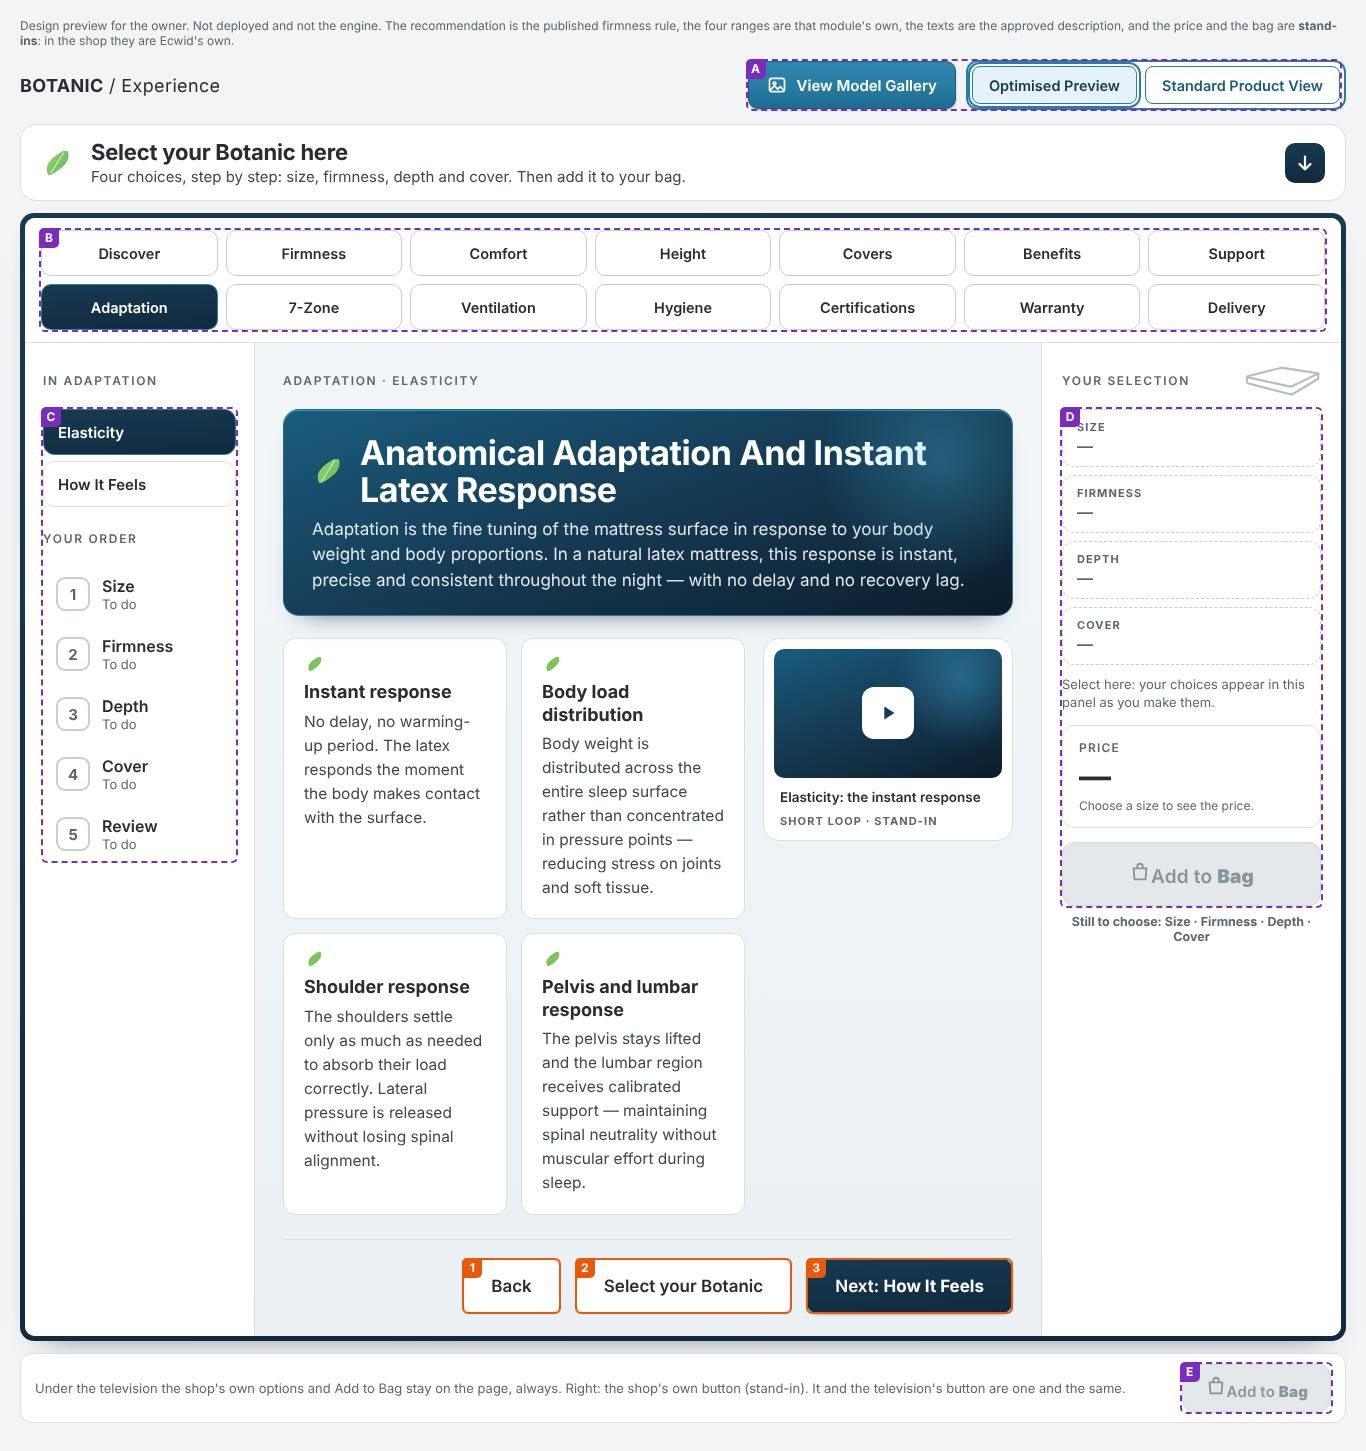 Design preview for the owner. Not deployed and not the engine. The recommendation is the published firmness rule, the four ranges are that module's own, the texts are the approved description, and the price and the bag are stand-
ins: in the shop they are Ecwid's own.
BOTANIC / Experience
A
View Model Gallery
Optimised Preview
Standard Product View
Select your Botanic here
Four choices, step by step: size, firmness, depth and cover. Then add it to your bag.
B
Discover
Firmness
Comfort
Height
Covers
Benefits
Support
Adaptation
7-Zone
Ventilation
Hygiene
Certifications
Warranty
Delivery
IN ADAPTATION
C
Elasticity
How It Feels
YOUR ORDER
1
Size
To do
2
Firmness
To do
3
Depth
To do
4
Cover
To do
5
Review
To do
ADAPTATION · ELASTICITY
Anatomical Adaptation And Instant
Latex Response
Adaptation is the fine tuning of the mattress surface in response to your body
weight and body proportions. In a natural latex mattress, this response is instant,
precise and consistent throughout the night — with no delay and no recovery lag.
Instant response
No delay, no warming-
up period. The latex
responds the moment
the body makes contact
with the surface.
Body load
distribution
Body weight is
distributed across the
entire sleep surface
rather than concentrated
in pressure points —
reducing stress on joints
and soft tissue.
Elasticity: the instant response
SHORT LOOP · STAND-IN
Shoulder response
The shoulders settle
only as much as needed
to absorb their load
correctly. Lateral
pressure is released
without losing spinal
alignment.
Pelvis and lumbar
response
The pelvis stays lifted
and the lumbar region
receives calibrated
support — maintaining
spinal neutrality without
muscular effort during
sleep.
1
Back
2
Select your Botanic
3
Next: How It Feels
YOUR SELECTION
D
SIZE
—
FIRMNESS
—
DEPTH
—
COVER
—
Select here: your choices appear in this
panel as you make them.
PRICE
—
Choose a size to see the price.
Add to Bag
Still to choose: Size · Firmness · Depth ·
Cover
Under the television the shop's own options and Add to Bag stay on the page, always. Right: the shop's own button (stand-in). It and the television's button are one and the same.
E
Add to Bag